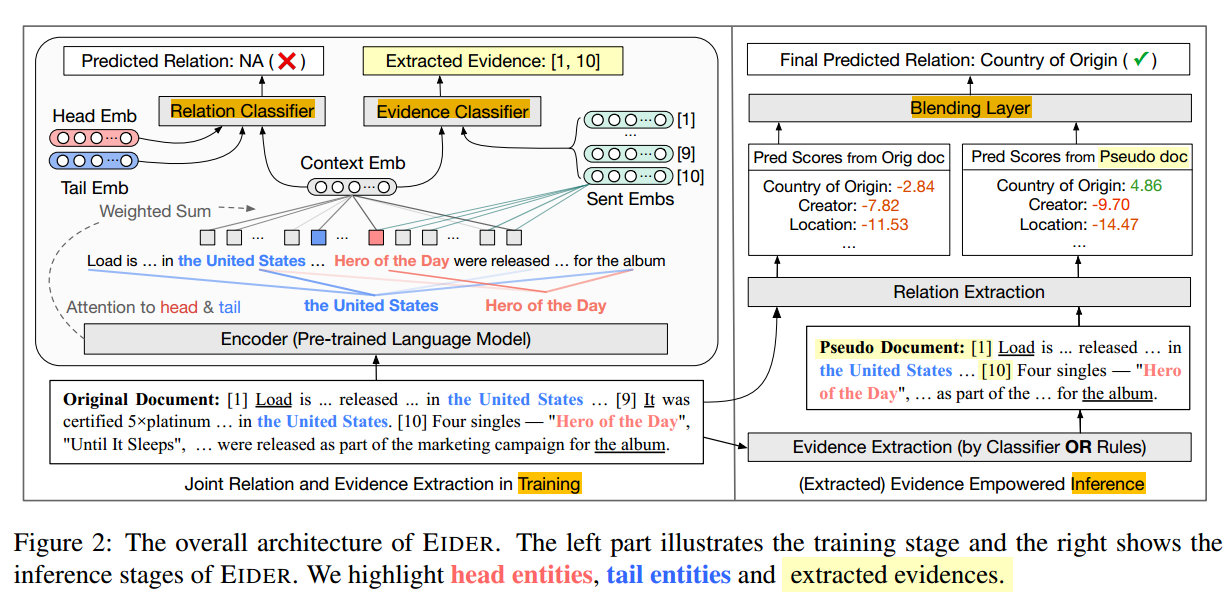 Predicted Relation: NA ( ❌ )
Extracted Evidence: [1, 10]
Relation Classifier
Evidence Classifier
Head Emb
Tail Emb
Context Emb
[1]
...
[9]
[10]
Sent Embs
Weighted Sum
... ... ...
Load is … in the United States … Hero of the Day were released … for the album
Attention to head & tail
the United States
Hero of the Day
Encoder (Pre-trained Language Model)
Original Document: [1] Load is ... released ... in the United States … [9] It was
certified 5×platinum … in the United States. [10] Four singles — "Hero of the Day",
"Until It Sleeps", … were released as part of the marketing campaign for the album.
Joint Relation and Evidence Extraction in Training
Final Predicted Relation: Country of Origin ( ✓ )
Blending Layer
Pred Scores from Orig doc
Country of Origin: -2.84
Creator: -7.82
Location: -11.53
...
Pred Scores from Pseudo doc
Country of Origin: 4.86
Creator: -9.70
Location: -14.47
...
Relation Extraction
Pseudo Document: [1] Load is ... released … in
the United States … [10] Four singles — "Hero
of the Day", … as part of the … for the album.
Evidence Extraction (by Classifier OR Rules)
(Extracted) Evidence Empowered Inference
Figure 2: The overall architecture of EIDER. The left part illustrates the training stage and the right shows the
inference stages of EIDER. We highlight head entities, tail entities and extracted evidences.